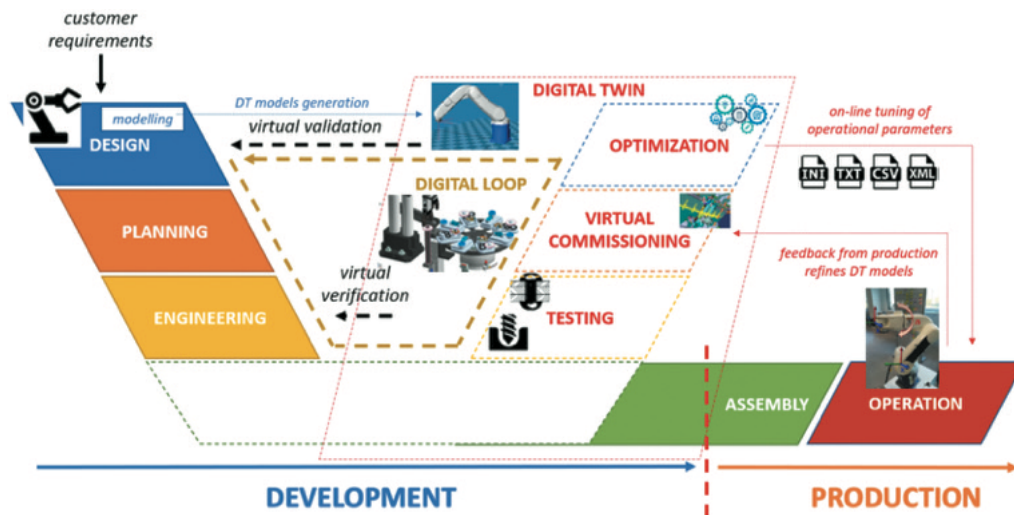 customer
requirements
modelling
DESIGN
DT models generation
virtual validation
DIGITAL TWIN
OPTIMIZATION
on-line tuning of
operational parameters
INI TXT CSV XML
DIGITAL LOOP
PLANNING
VIRTUAL
COMMISSIONING
feedback from production
refines DT models
virtual
verification
ENGINEERING
TESTING
ASSEMBLY
OPERATION
DEVELOPMENT
PRODUCTION